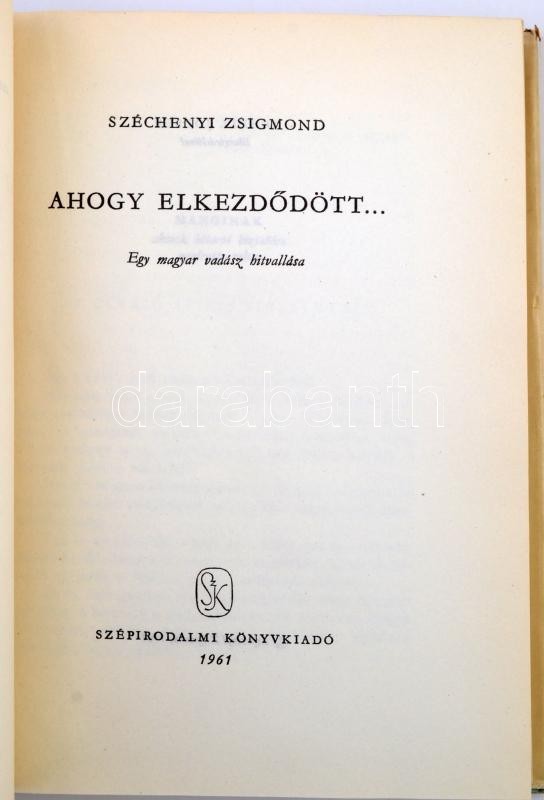 SZÉCHENYI ZSIGMOND
AHOGY ELKEZDŐDÖTT...
Egy magyar vadász hitvallása
darabanth
SzK
SZÉPIRODALMI KÖNYVKIADÓ
1961